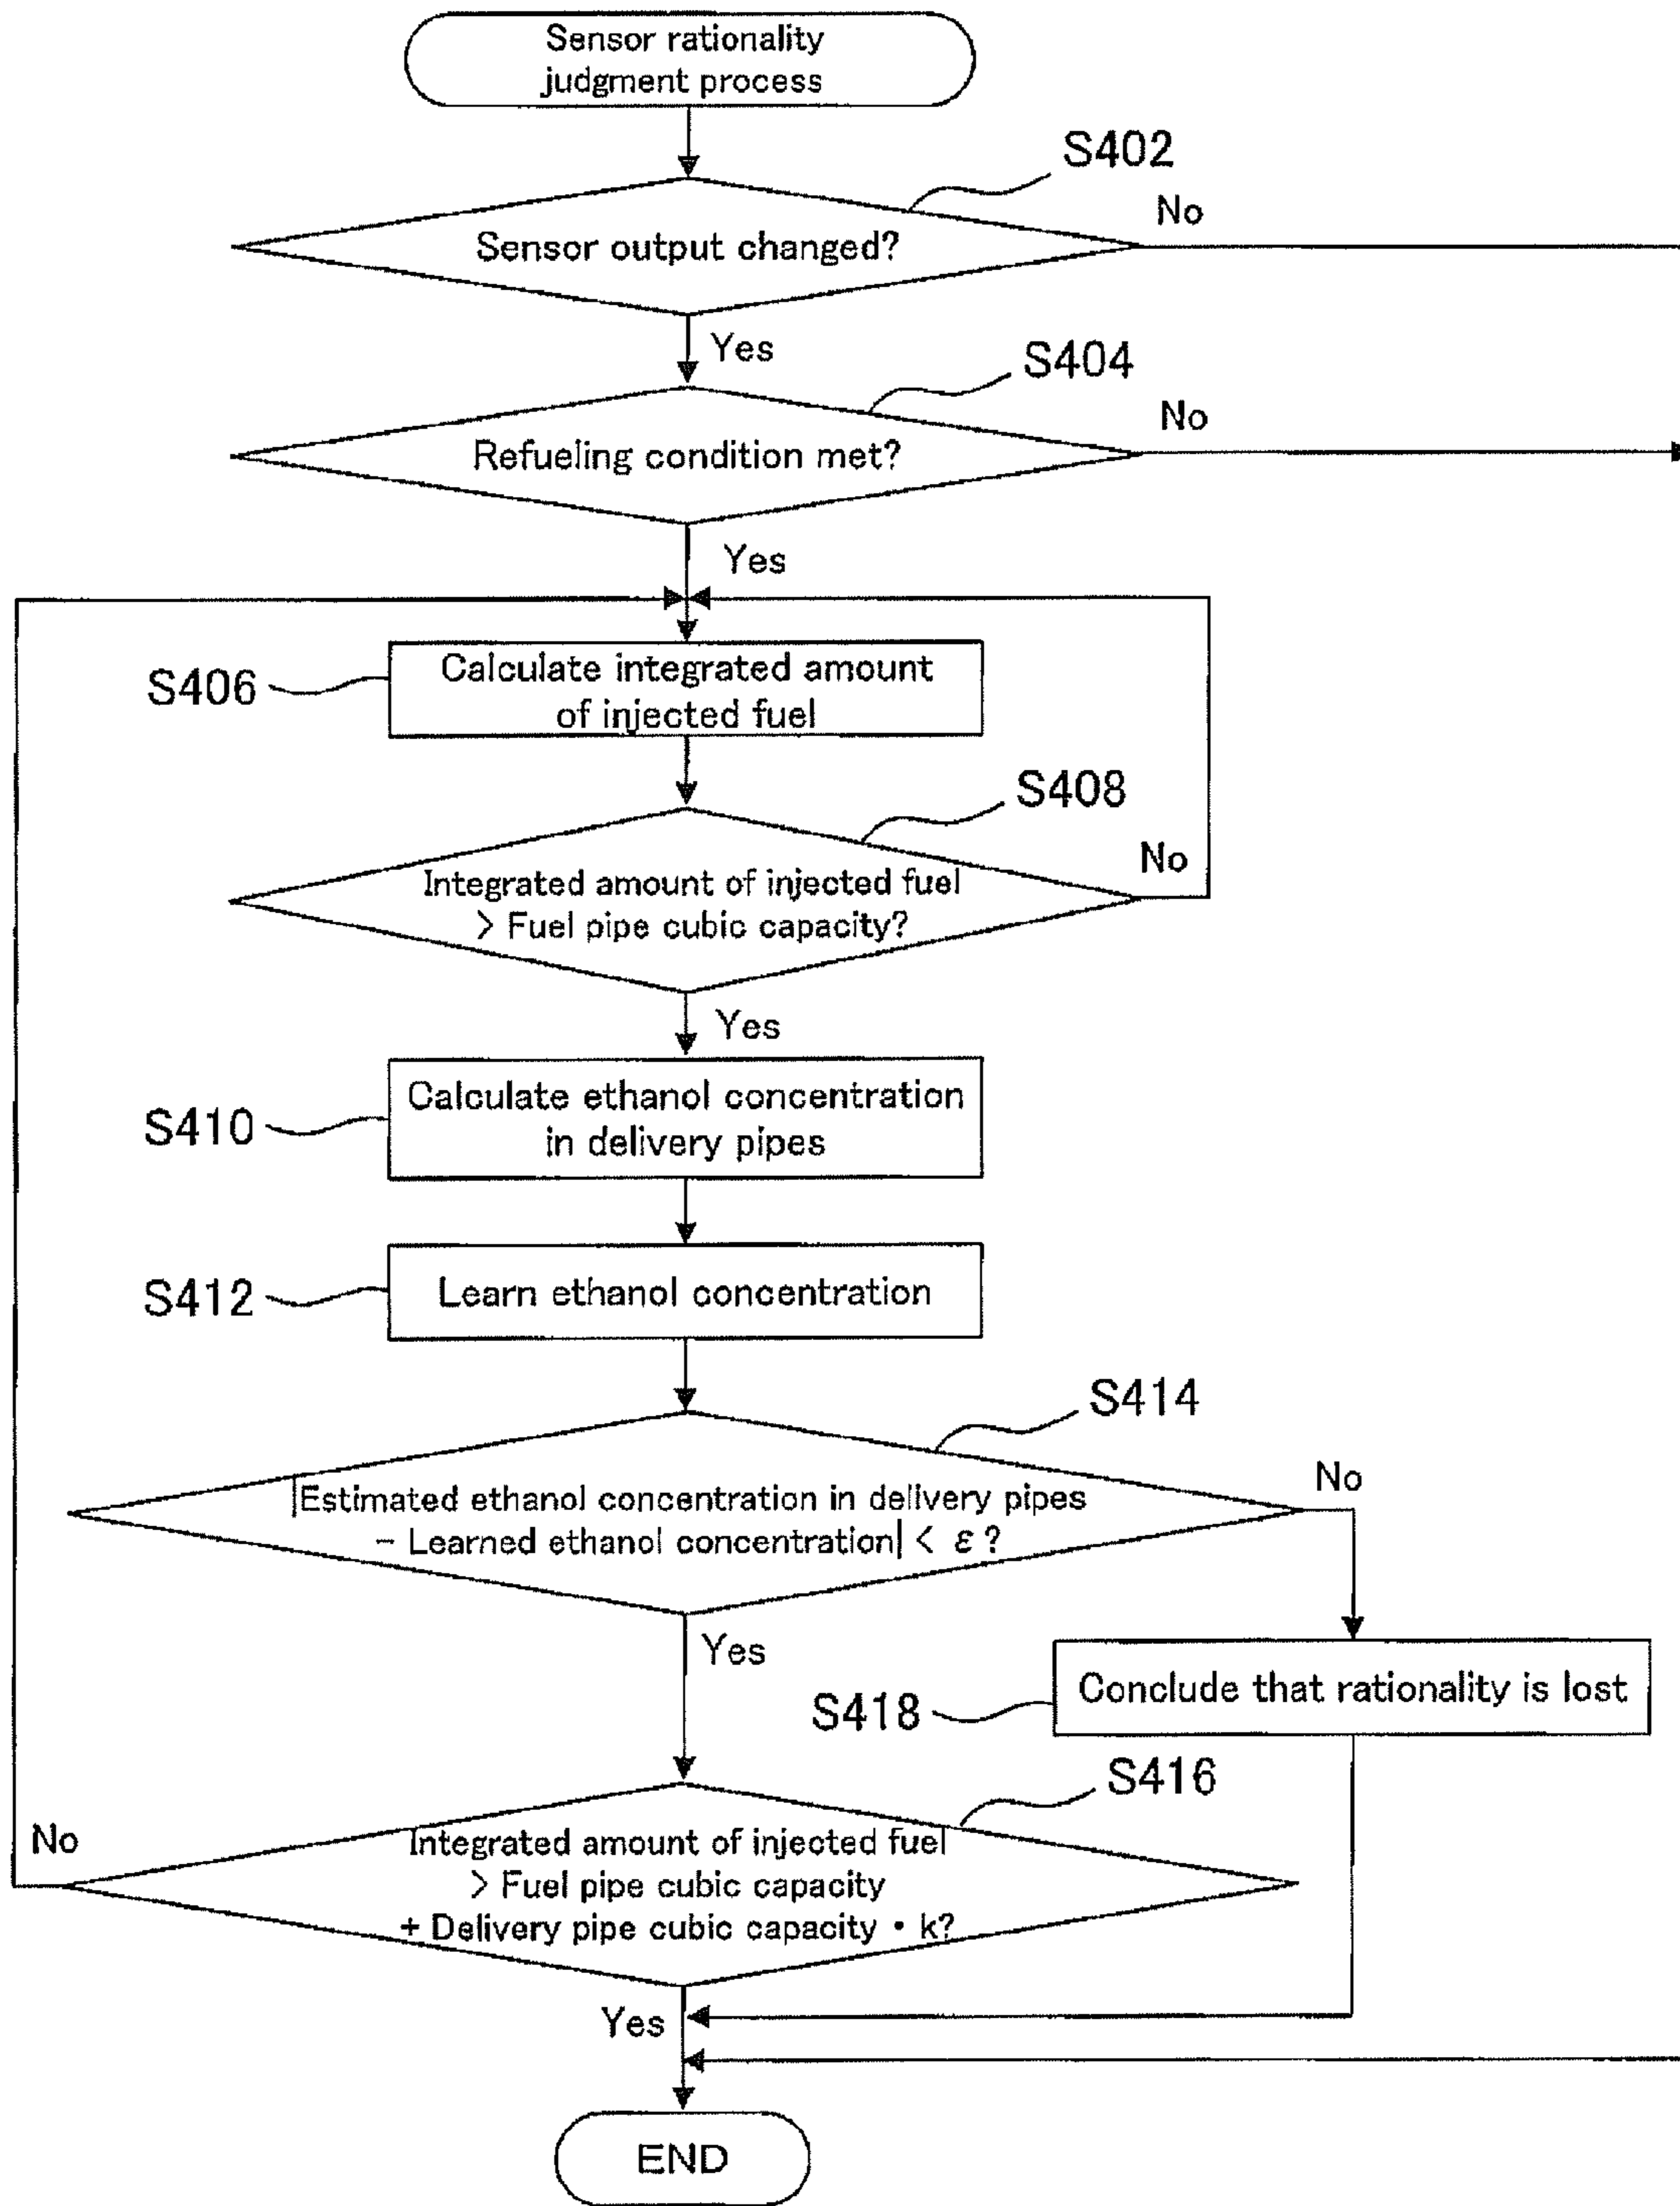 Sensor rationality
judgment process
S402
No
Sensor output changed?
Yes
S404
No
Refueling condition met?
Yes
S406
Calculate integrated amount
of injected fuel
S408
No
Integrated amount of injected fuel
> Fuel pipe cubic capacity?
Yes
S410
Calculate ethanol concentration
in delivery pipes
S412
Learn ethanol concentration
S414
No
|Estimated ethanol concentration in delivery pipes
- Learned ethanol concentration| < ε ?
Yes
S418
Conclude that rationality is lost
S416
No
Integrated amount of injected fuel
> Fuel pipe cubic capacity
+ Delivery pipe cubic capacity • k?
Yes
END